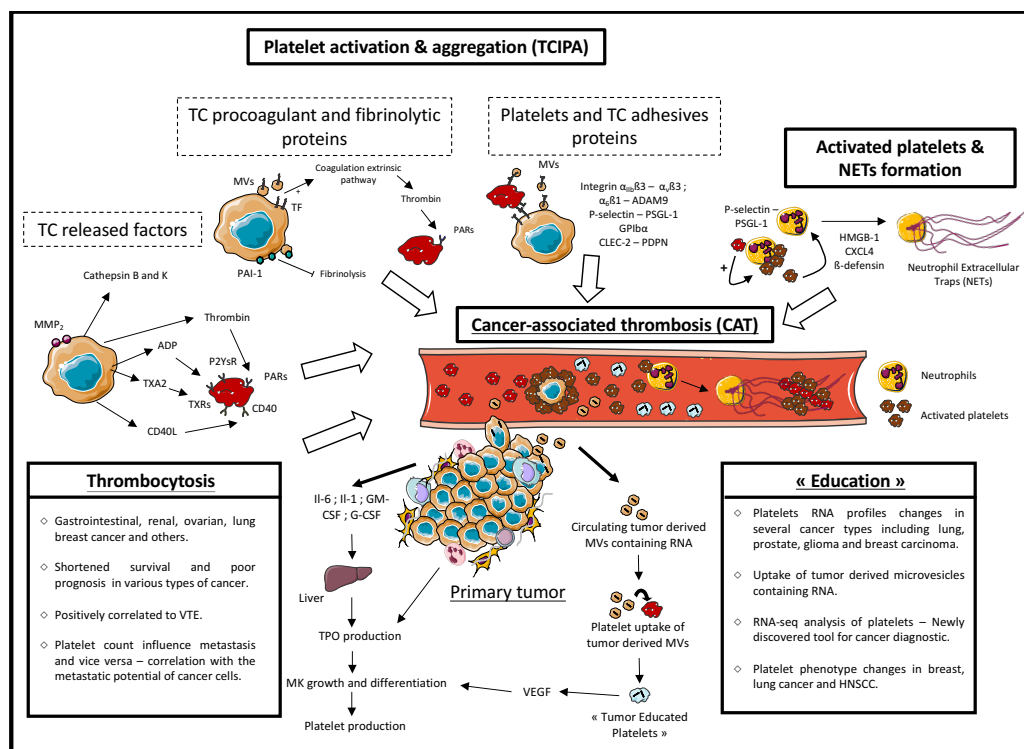 Platelet activation & aggregation (TCIPA)
TC procoagulant and fibrinolytic
proteins
MVs
+
TF
Coagulation extrinsic
pathway
Thrombin
PARs
PAI-1
Fibrinolysis
Platelets and TC adhesives
proteins
MVs
Integrin αIIbß3 – αvß3 ;
α6ß1 – ADAM9
P-selectin – PSGL-1
GPIbα
CLEC-2 – PDPN
Activated platelets &
NETs formation
P-selectin –
PSGL-1
+
HMGB-1
CXCL4
ß-defensin
Neutrophil Extracellular
Traps (NETs)
TC released factors
Cathepsin B and K
MMP2
Thrombin
ADP
P2YsR
PARs
TXA2
TXRs
CD40
CD40L
Cancer-associated thrombosis (CAT)
Neutrophils
Activated platelets
Thrombocytosis
◇ Gastrointestinal, renal, ovarian, lung
breast cancer and others.
◇ Shortened survival and poor
prognosis in various types of cancer.
◇ Positively correlated to VTE.
◇ Platelet count influence metastasis
and vice versa – correlation with the
metastatic potential of cancer cells.
Il-6 ; Il-1 ; GM-
CSF ; G-CSF
Liver
TPO production
MK growth and differentiation
Platelet production
Primary tumor
Circulating tumor derived
MVs containing RNA
Platelet uptake of
tumor derived MVs
VEGF
« Tumor Educated
Platelets »
« Education »
◇ Platelets RNA profiles changes in
several cancer types including lung,
prostate, glioma and breast carcinoma.
◇ Uptake of tumor derived microvesicles
containing RNA.
◇ RNA-seq analysis of platelets – Newly
discovered tool for cancer diagnostic.
◇ Platelet phenotype changes in breast,
lung cancer and HNSCC.